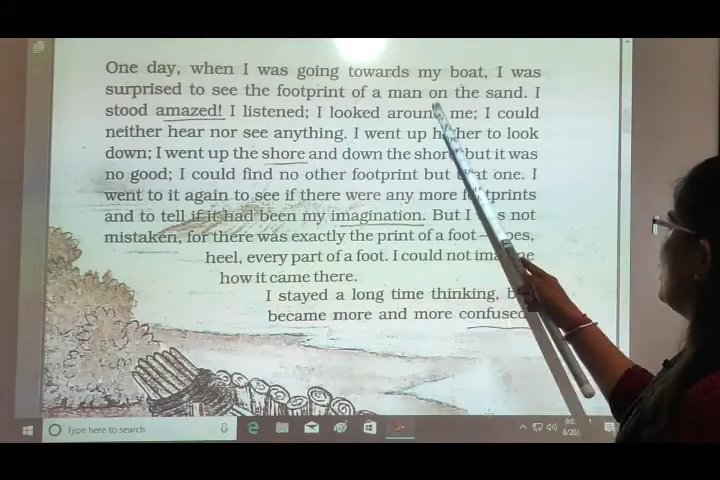 One day, when I was going towards my boat, I was
surprised to see the footprint of a man on the sand. I
stood amazed! I listened; I looked around me; I could
neither hear nor see anything. I went up higher to look
down; I went up the shore and down the shore but it was
no good; I could find no other footprint but that one. I
went to it again to see if there were any more footprints
and to tell if it had been my imagination. But I was not
mistaken, for there was exactly the print of a foot — toes,
heel, every part of a foot. I could not imagine
how it came there.
I stayed a long time thinking, but
became more and more confused
Type here to search